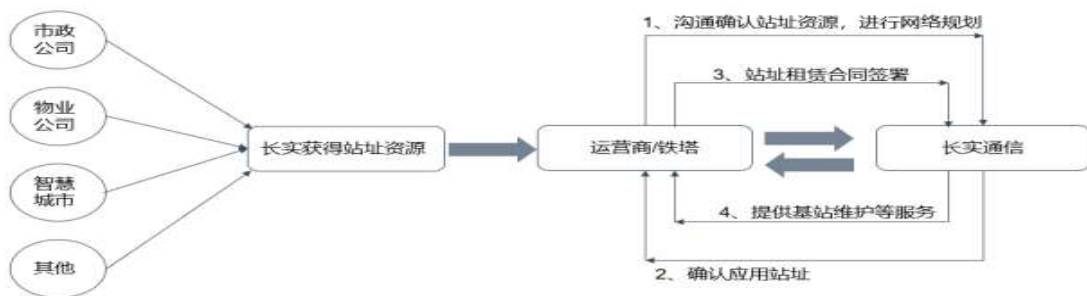 市政
公司
物业
公司
智慧
城市
其他
长实获得站址资源
运营商/铁塔
长实通信
1、沟通确认站址资源，进行网络规划
3、站址租赁合同签署
4、提供基站维护等服务
2、确认应用站址